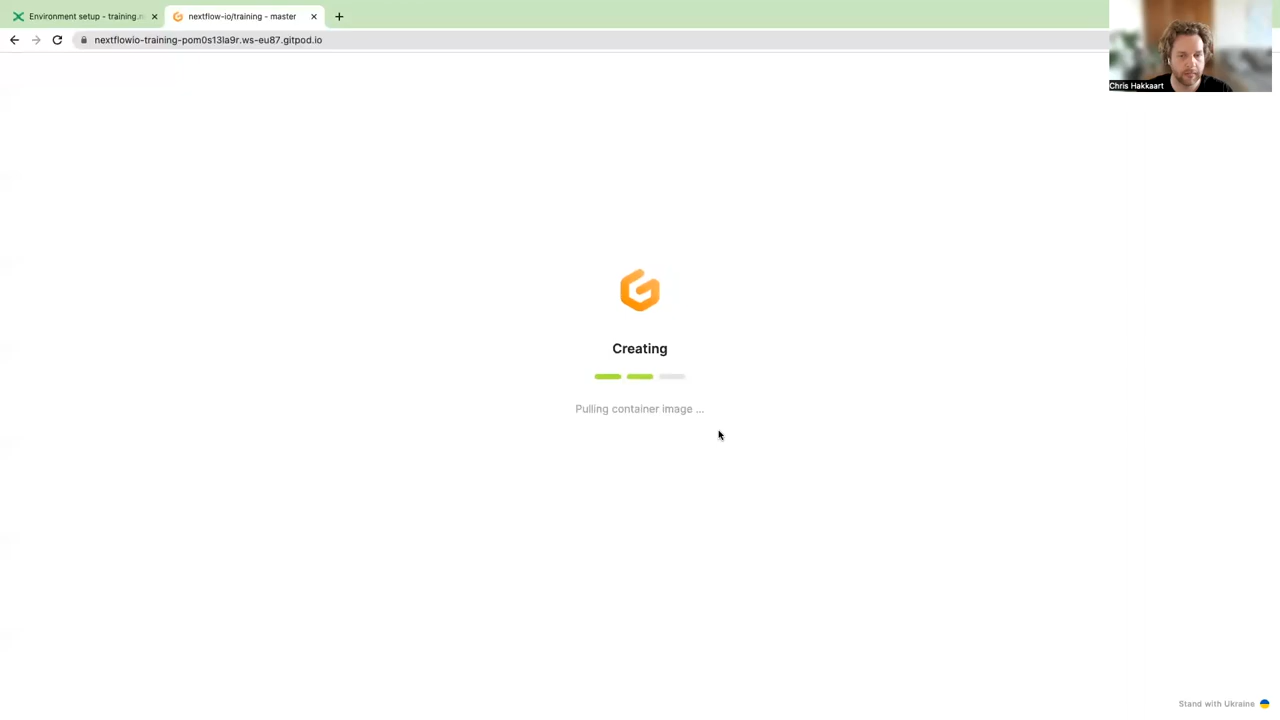 Environment setup - training.n
nextflow-io/training - master
nextflowio-training-pom0s13la9r.ws-eu87.gitpod.io
Chris Hakkaart
Creating
Pulling container image ...
Stand with Ukraine